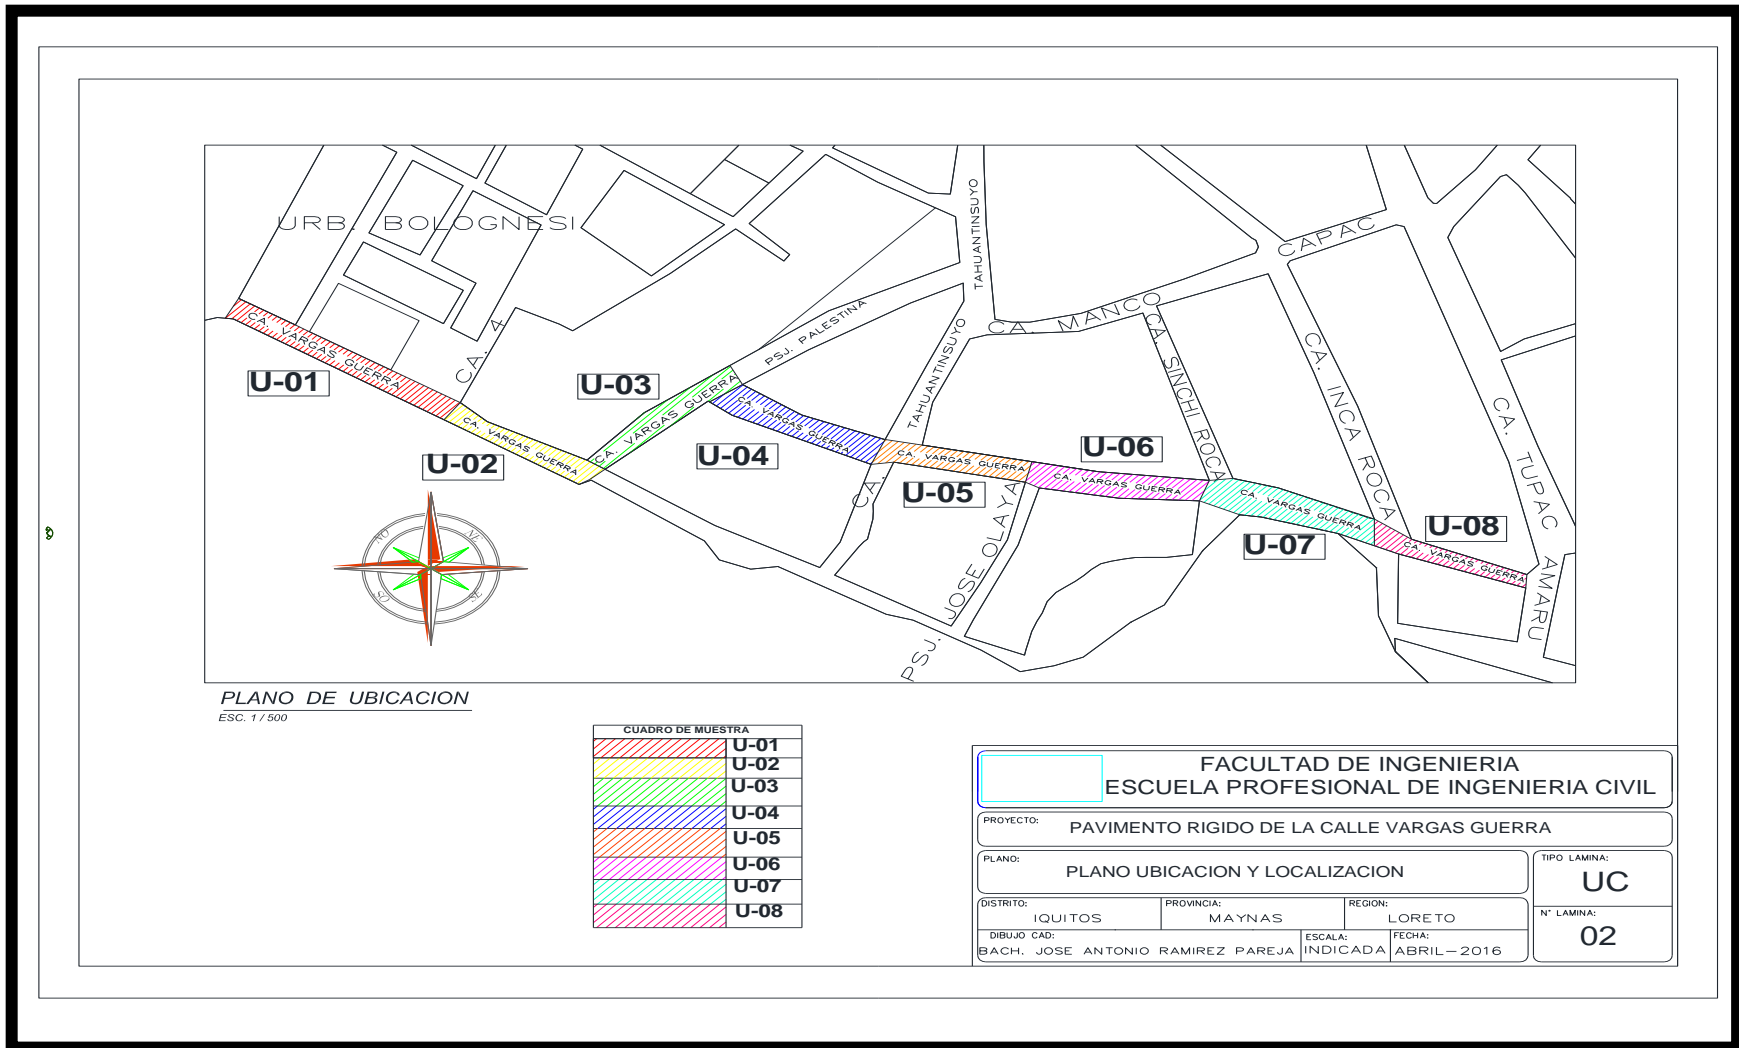 URB. BOLOGNESI
CA. VARGAS GUERRA
U-01
CA. 4
CA. VARGAS GUERRA
U-02
U-03
CA. VARGAS GUERRA
PSJ. PALESTINA
TAHUANTINSUYO
TAHUANTINSUYO
CA.
CA. VARGAS GUERRA
U-04
CA. VARGAS GUERRA
U-05
PSJ. JOSE OLAYA
CA. MANCO CAPAC
U-06
CA. VARGAS GUERRA
CA. SINCHI ROCA
CA. VARGAS GUERRA
U-07
CA. INCA ROCA
U-08
CA. VARGAS GUERRA
CA. TUPAC AMARU
NO
NE
SO
SE
PLANO DE UBICACION
ESC. 1 / 500
CUADRO DE MUESTRA
U-01
U-02
U-03
U-04
U-05
U-06
U-07
U-08
FACULTAD DE INGENIERIA
ESCUELA PROFESIONAL DE INGENIERIA CIVIL
PROYECTO: PAVIMENTO RIGIDO DE LA CALLE VARGAS GUERRA
PLANO: PLANO UBICACION Y LOCALIZACION
TIPO LAMINA:
UC
DISTRITO: IQUITOS
PROVINCIA: MAYNAS
REGION: LORETO
N° LAMINA:
02
DIBUJO CAD:
BACH. JOSE ANTONIO RAMIREZ PAREJA
ESCALA:
INDICADA
FECHA:
ABRIL-2016